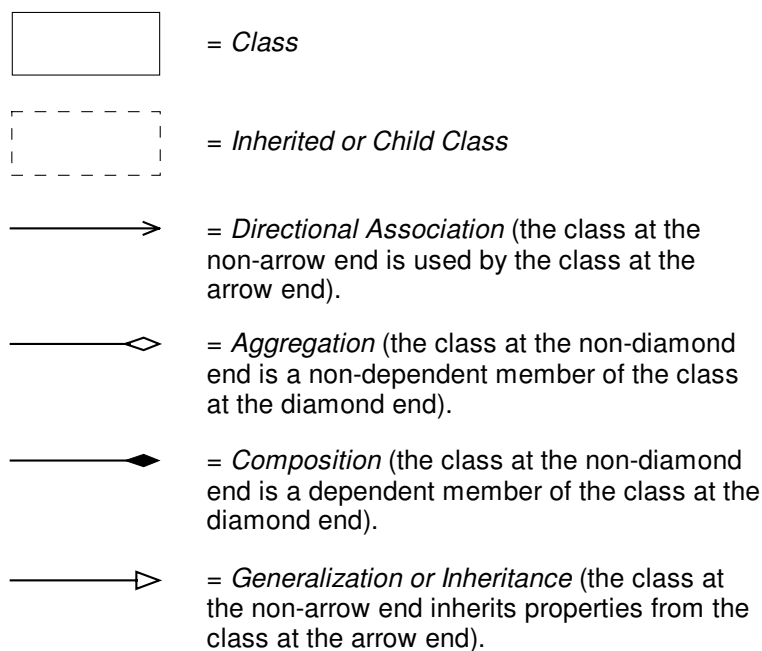 = Class
= Inherited or Child Class
= Directional Association (the class at the
non-arrow end is used by the class at the
arrow end).
= Aggregation (the class at the non-diamond
end is a non-dependent member of the class
at the diamond end).
= Composition (the class at the non-diamond
end is a dependent member of the class at the
diamond end).
= Generalization or Inheritance (the class at
the non-arrow end inherits properties from the
class at the arrow end).